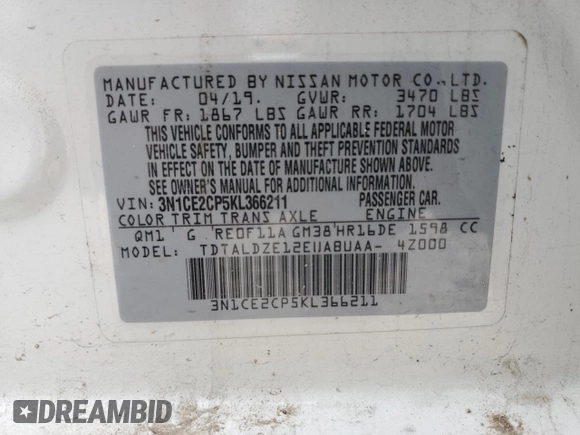 MANUFACTURED BY NISSAN MOTOR CO.,LTD.
DATE: 04/19. GVWR: 3470 LBS
GAWR FR: 1867 LBS GAWR RR: 1704 LBS
THIS VEHICLE CONFORMS TO ALL APPLICABLE FEDERAL MOTOR
VEHICLE SAFETY, BUMPER AND THEFT PREVENTION STANDARDS
IN EFFECT ON THE DATE OF MANUFACTURE SHOWN ABOVE.
SEE OWNER'S MANUAL FOR ADDITIONAL INFORMATION.
VIN: 3N1CE2CP5KL366211 PASSENGER CAR.
COLOR TRIM TRANS AXLE ENGINE
QM1 G RE0F11A GM38 HR16DE 1598 CC
MODEL: TDTALDZE12EUA8UAA- 4Z000
3N1CE2CP5KL366211
DREAMBID